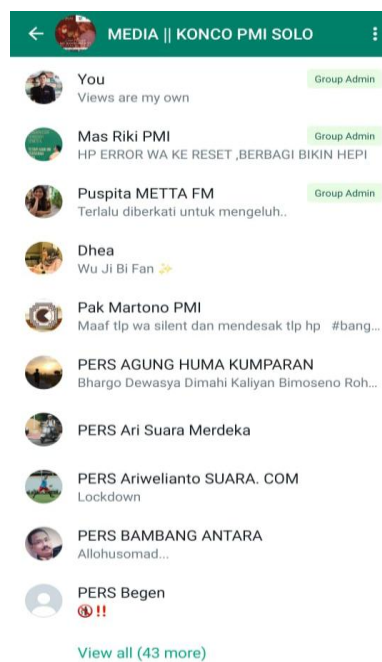 MEDIA || KONCO PMI SOLO
You
Group Admin
Views are my own
Mas Riki PMI
Group Admin
HP ERROR WA KE RESET ,BERBAGI BIKIN HEPI
Puspita METTA FM
Group Admin
Terlalu diberkati untuk mengeluh..
Dhea
Wu Ji Bi Fan ✨
Pak Martono PMI
Maaf tlp wa silent dan mendesak tlp hp #bang...
PERS AGUNG HUMA KUMPARAN
Bhargo Dewasya Dimahi Kaliyan Bimoseno Roh...
PERS Ari Suara Merdeka
PERS Ariwelianto SUARA. COM
Lockdown
PERS BAMBANG ANTARA
Allohusomad...
PERS Begen
🔇‼️
View all (43 more)